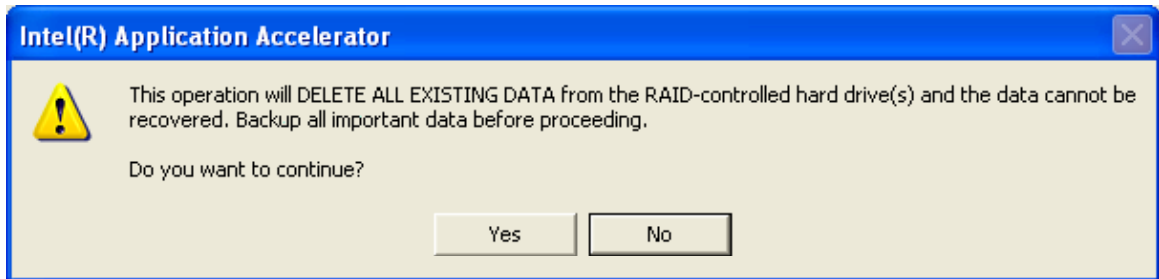 Intel(R) Application Accelerator
This operation will DELETE ALL EXISTING DATA from the RAID-controlled hard drive(s) and the data cannot be
recovered. Backup all important data before proceeding.
Do you want to continue?
Yes No